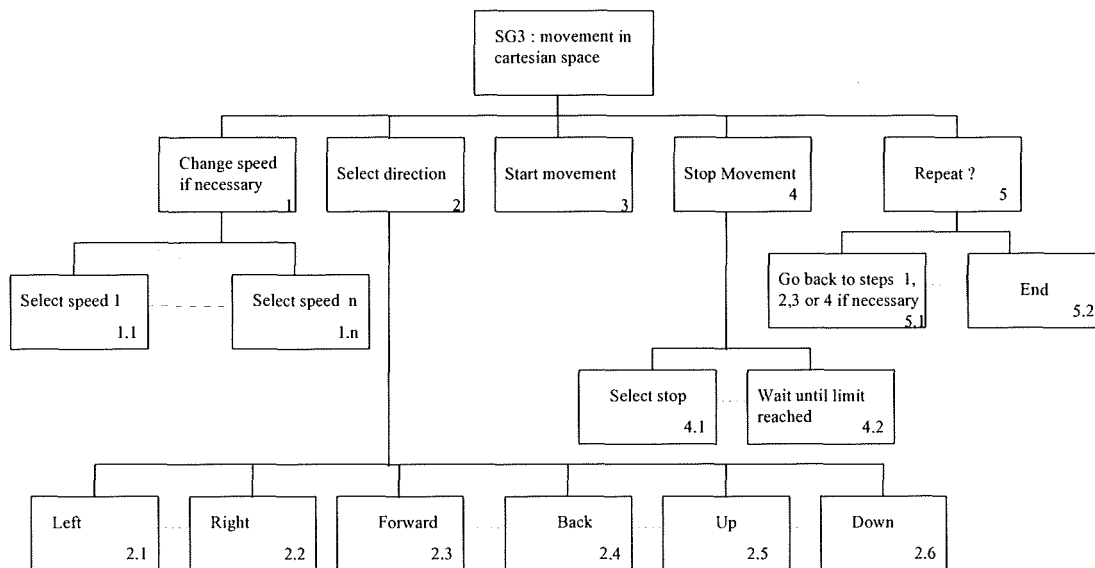 SG3 : movement in
cartesian space
Change speed
if necessary
1
Select direction
2
Start movement
3
Stop Movement
4
Repeat ?
5
Select speed 1
1.1
Select speed n
1.n
Go back to steps 1,
2,3 or 4 if necessary
5.1
End
5.2
Select stop
4.1
Wait until limit
reached
4.2
Left
2.1
Right
2.2
Forward
2.3
Back
2.4
Up
2.5
Down
2.6